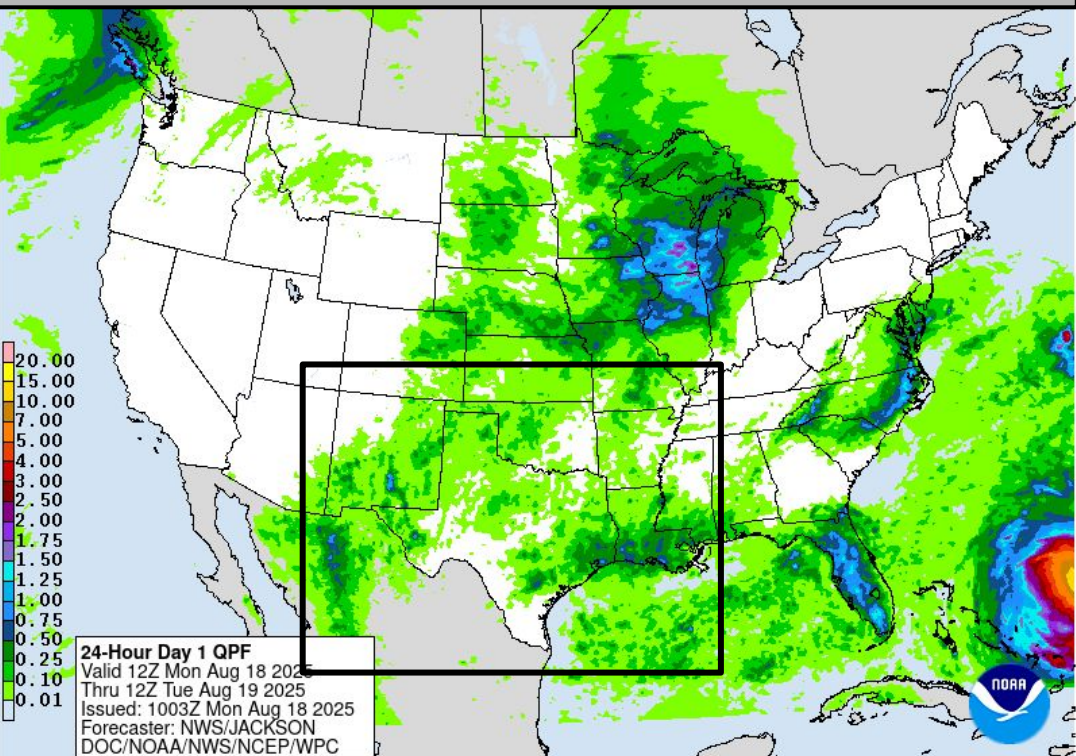 20.00
15.00
10.00
7.00
5.00
4.00
3.00
2.50
2.00
1.75
1.50
1.25
1.00
0.75
0.50
0.25
0.10
0.01
24-Hour Day 1 QPF
Valid 12Z Mon Aug 18 2025
Thru 12Z Tue Aug 19 2025
Issued: 1003Z Mon Aug 18 2025
Forecaster: NWS/JACKSON
DOC/NOAA/NWS/NCEP/WPC
NOAA